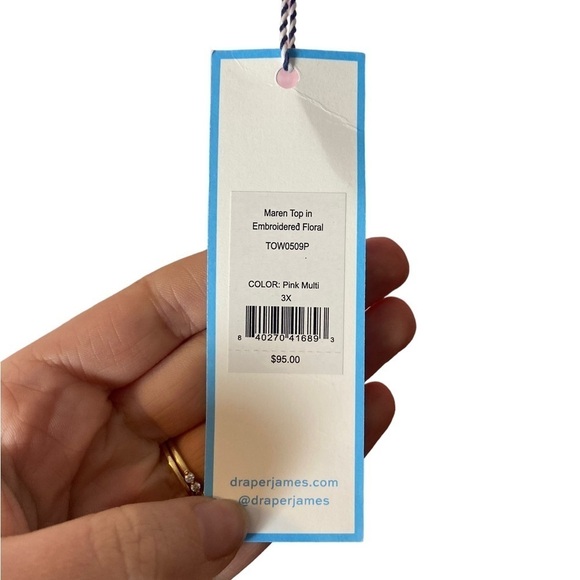 Maren Top in
Embroidered Floral
TOW0509P
COLOR: Pink Multi
3X
8 40270 41689 3
$95.00
draperjames.com
@draperjames